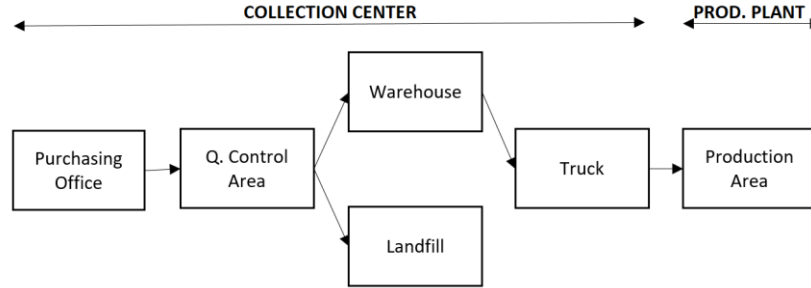 COLLECTION CENTER
PROD. PLANT
Purchasing
Office
Q. Control
Area
Warehouse
Landfill
Truck
Production
Area